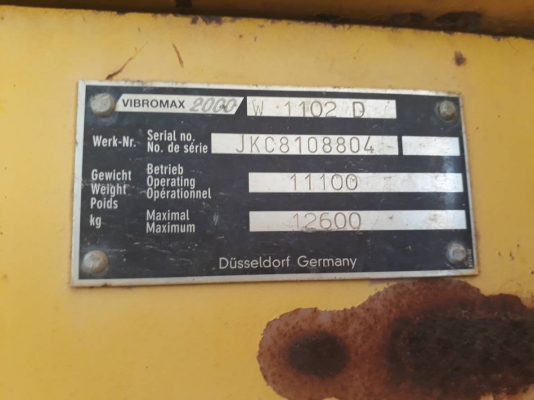 VIBROMAX 2000 W 1102 D
Werk-Nr. Serial no. No. de série JKC8108804
Gewicht Betrieb
Weight Operating 11100
Poids Opérationnel
kg Maximal 12600
Maximum
Düsseldorf Germany